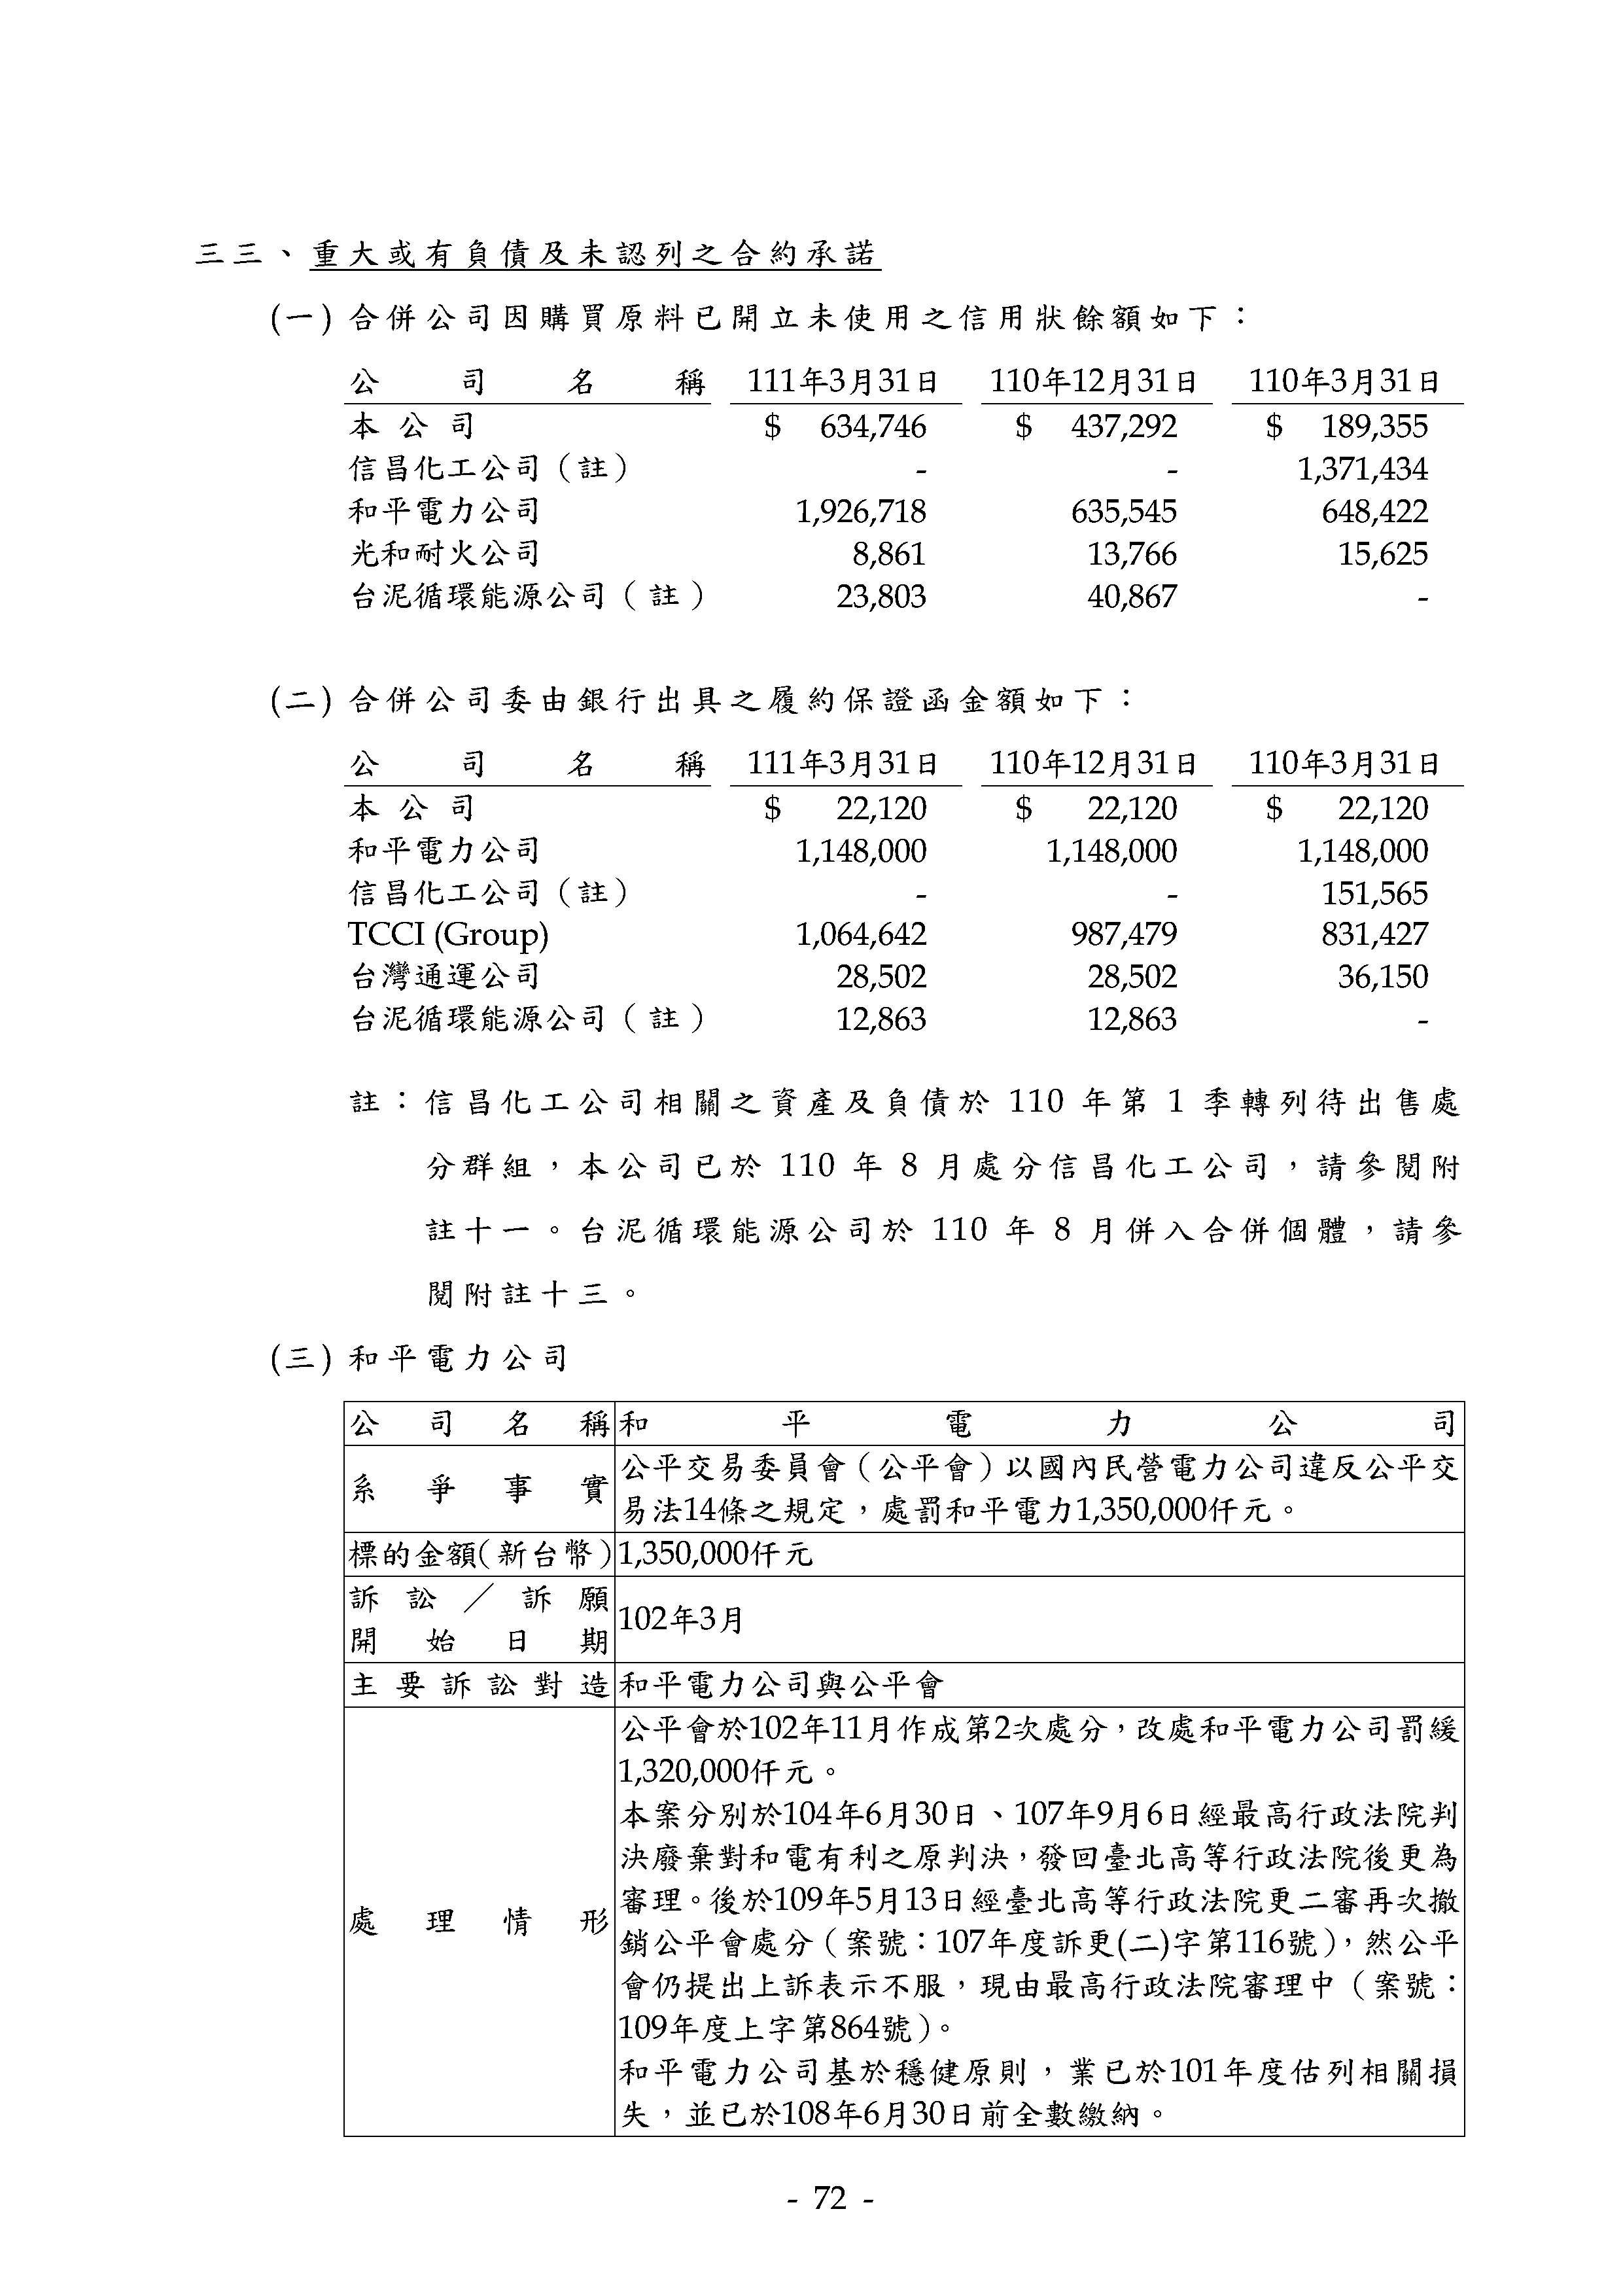 三三、重大或有負債及未認列之合約承諾
(一) 合併公司因購買原料已開立未使用之信用狀餘額如下：
公司名稱 111年3月31日 110年12月31日 110年3月31日
本公司 $ 634,746 $ 437,292 $ 189,355
信昌化工公司（註） - - 1,371,434
和平電力公司 1,926,718 635,545 648,422
光和耐火公司 8,861 13,766 15,625
台泥循環能源公司（註） 23,803 40,867 -
(二) 合併公司委由銀行出具之履約保證函金額如下：
公司名稱 111年3月31日 110年12月31日 110年3月31日
本公司 $ 22,120 $ 22,120 $ 22,120
和平電力公司 1,148,000 1,148,000 1,148,000
信昌化工公司（註） - - 151,565
TCCI (Group) 1,064,642 987,479 831,427
台灣通運公司 28,502 28,502 36,150
台泥循環能源公司（註） 12,863 12,863 -
註：信昌化工公司相關之資產及負債於 110 年第 1 季轉列待出售處
分群組，本公司已於 110 年 8 月處分信昌化工公司，請參閱附
註十一。台泥循環能源公司於 110 年 8 月併入合併個體，請參
閱附註十三。
(三) 和平電力公司
公司名稱 和平電力公司
系爭事實 公平交易委員會（公平會）以國內民營電力公司違反公平交
易法14條之規定，處罰和平電力1,350,000仟元。
標的金額（新台幣） 1,350,000仟元
訴訟／訴願
開始日期 102年3月
主要訴訟對造 和平電力公司與公平會
處理情形 公平會於102年11月作成第2次處分，改處和平電力公司罰緩
1,320,000仟元。
本案分別於104年6月30日、107年9月6日經最高行政法院判
決廢棄對和電有利之原判決，發回臺北高等行政法院後更為
審理。後於109年5月13日經臺北高等行政法院更二審再次撤
銷公平會處分（案號：107年度訴更(二)字第116號），然公平
會仍提出上訴表示不服，現由最高行政法院審理中（案號：
109年度上字第864號）。
和平電力公司基於穩健原則，業已於101年度估列相關損
失，並已於108年6月30日前全數繳納。
- 72 -